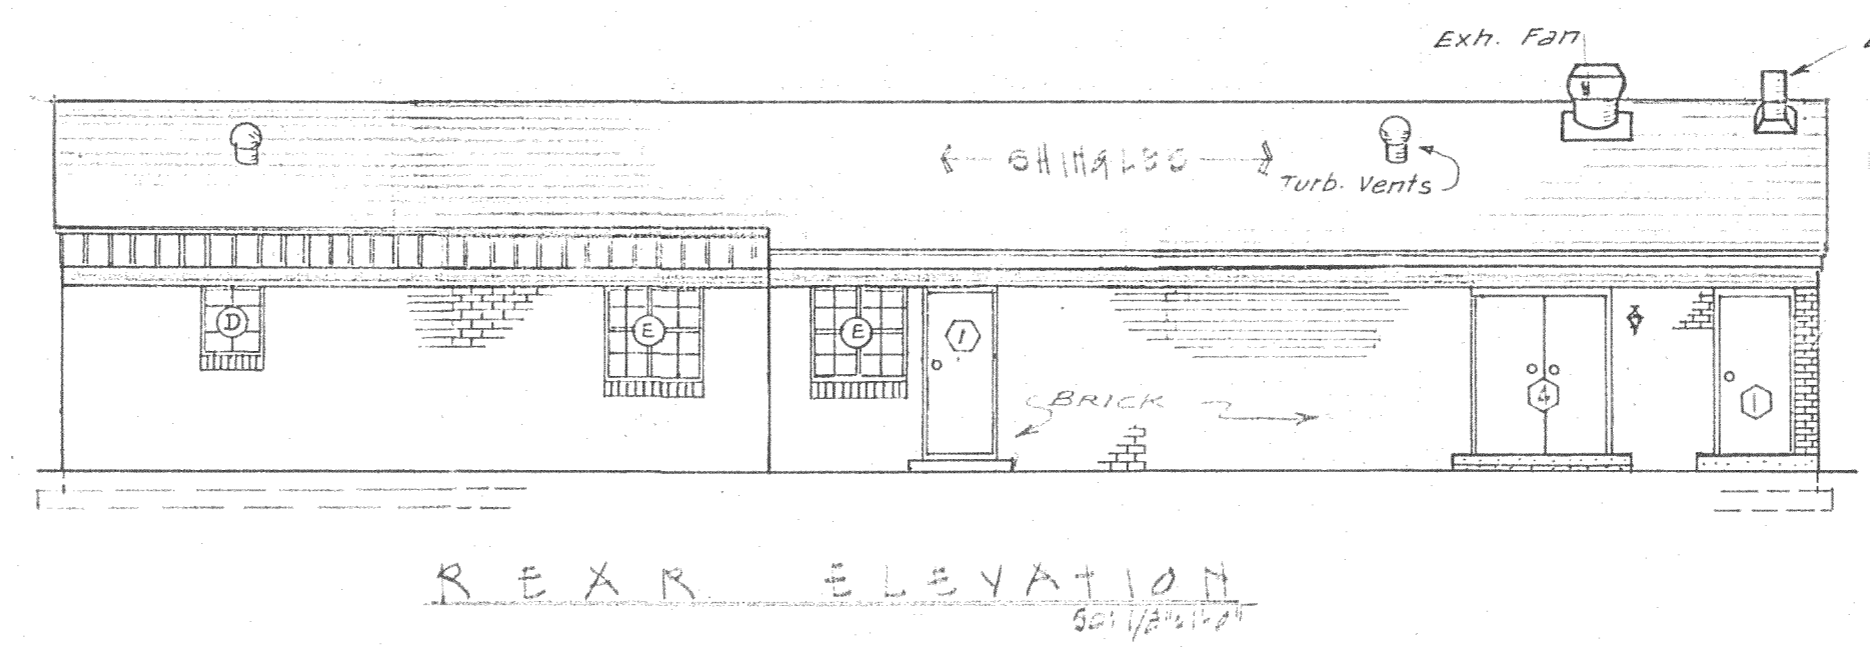 Exh. Fan
SHINGLES
Turb. Vents
D
E
E
1
BRICK
4
1
REAR ELEVATION